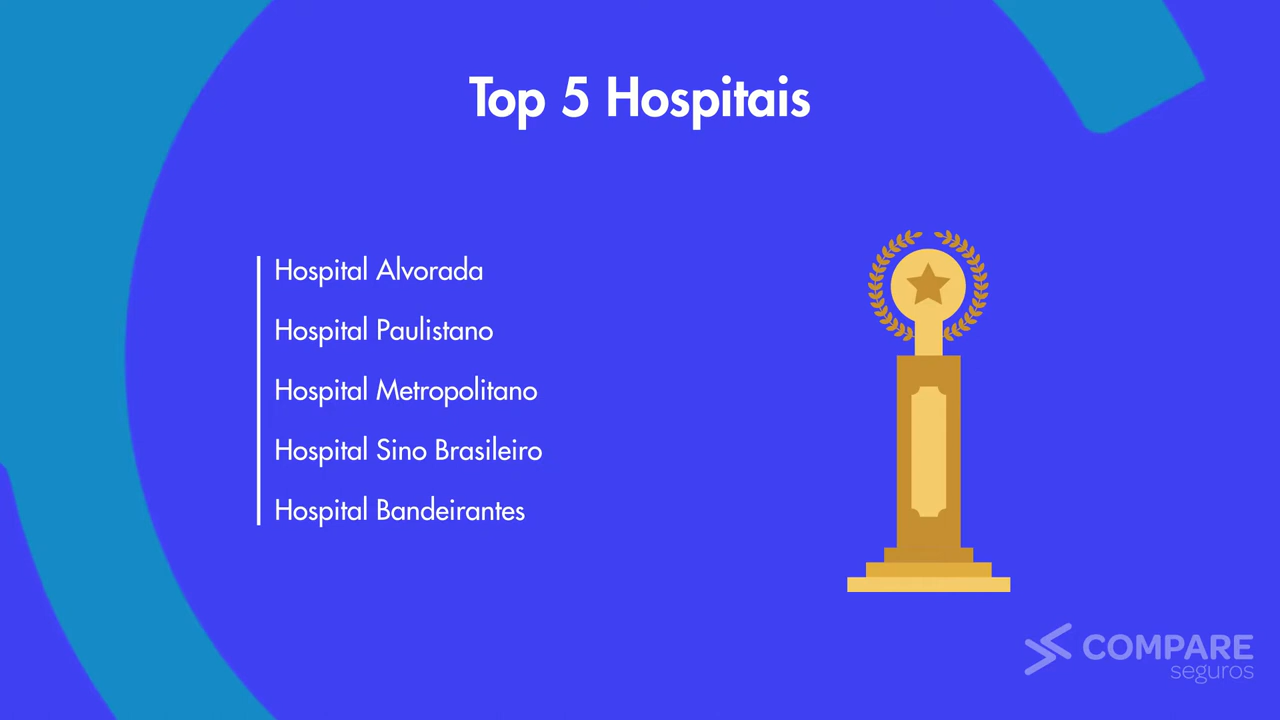 Top 5 Hospitais
Hospital Alvorada
Hospital Paulistano
Hospital Metropolitano
Hospital Sino Brasileiro
Hospital Bandeirantes
COMPARE
seguros